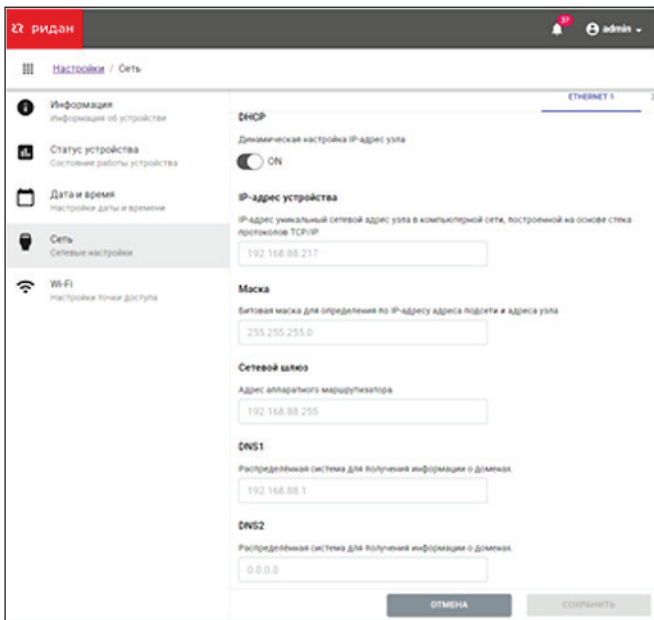 ридан
37
admin
Настройки / Сеть
Информация
Информация об устройстве
Статус устройства
Состояние работы устройства
Дата и время
Настройки даты и времени
Сеть
Сетевые настройки
Wi-Fi
Настройки точки доступа
ETHERNET 1
DHCP
Динамическая настройка IP-адрес узла
ON
IP-адрес устройства
IP-адрес уникальный сетевой адрес узла в компьютерной сети, построенной на основе стека
протоколов TCP/IP.
192.168.88.217
Маска
Битовая маска для определения по IP-адресу адреса подсети и адреса узла
255.255.255.0
Сетевой шлюз
Адрес аппаратного маршрутизатора.
192.168.88.255
DNS1
Распределённая система для получения информации о доменах.
192.168.88.1
DNS2
Распределённая система для получения информации о доменах.
0.0.0.0
ОТМЕНА
СОХРАНИТЬ